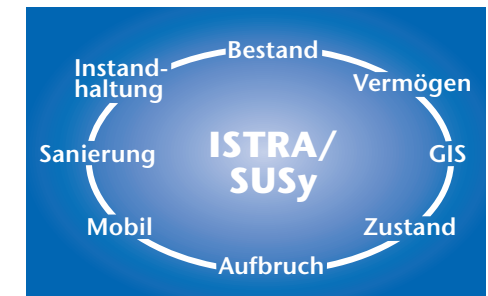 Bestand
Instand-
haltung
Vermögen
Sanierung
ISTRA/
SUSy
GIS
Mobil
Zustand
Aufbruch